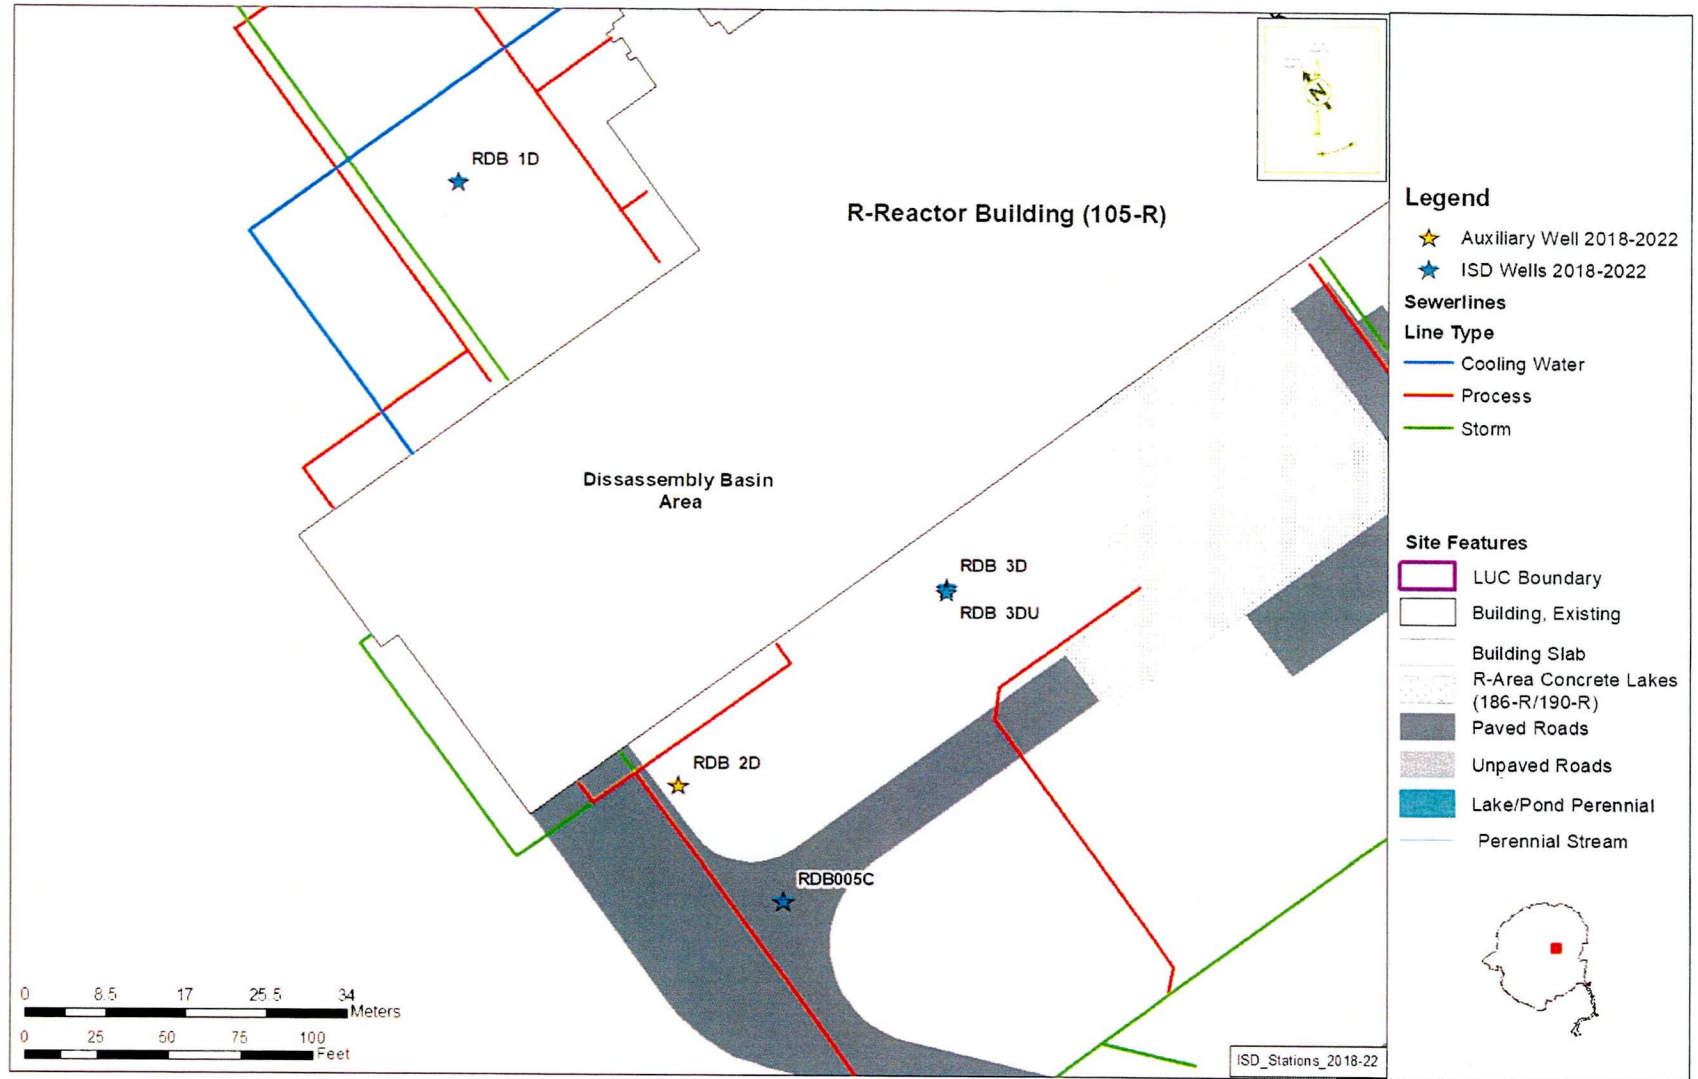 RDB 1D
R-Reactor Building (105-R)
Dissassembly Basin
Area
RDB 3D
RDB 3DU
RDB 2D
RDB005C
0 8.5 17 25.5 34
Meters
0 25 50 75 100
Feet
ISD_Stations_2018-22
N
Legend
Auxiliary Well 2018-2022
ISD Wells 2018-2022
Sewerlines
Line Type
Cooling Water
Process
Storm
Site Features
LUC Boundary
Building, Existing
Building Slab
R-Area Concrete Lakes
(186-R/190-R)
Paved Roads
Unpaved Roads
Lake/Pond Perennial
Perennial Stream